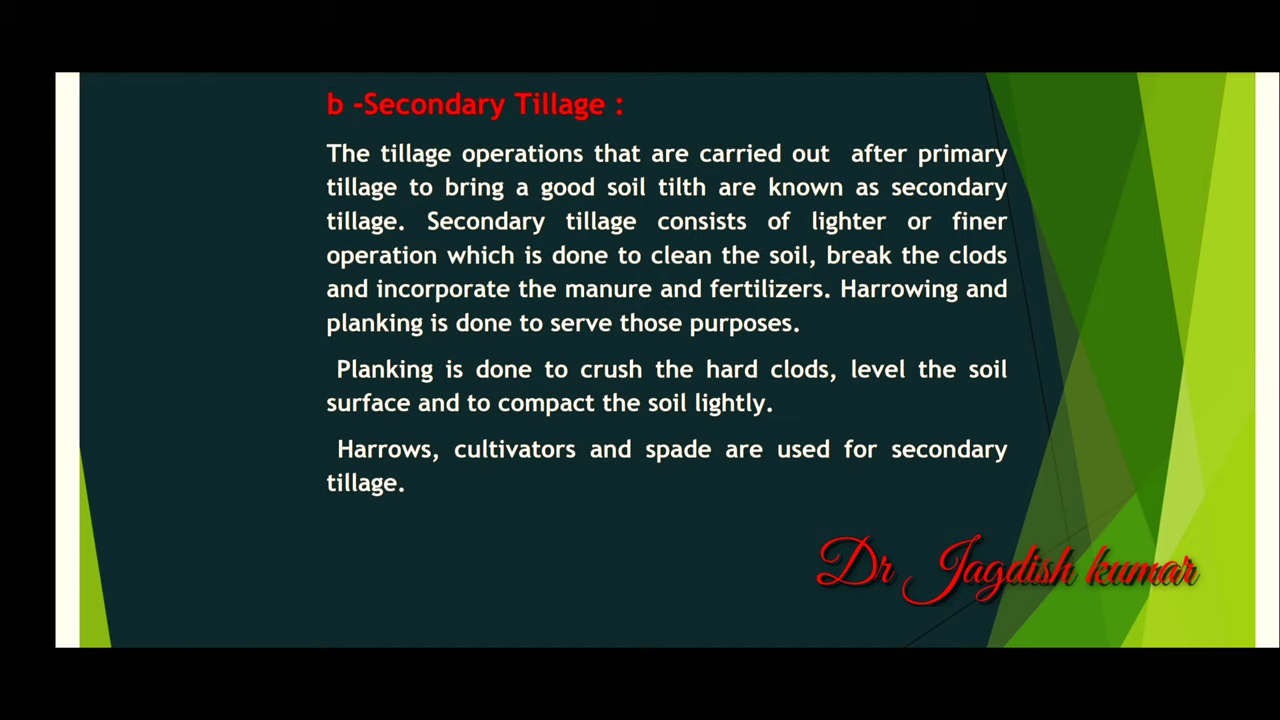 b -Secondary Tillage :
The tillage operations that are carried out after primary
tillage to bring a good soil tilth are known as secondary
tillage. Secondary tillage consists of lighter or finer
operation which is done to clean the soil, break the clods
and incorporate the manure and fertilizers. Harrowing and
planking is done to serve those purposes.
Planking is done to crush the hard clods, level the soil
surface and to compact the soil lightly.
Harrows, cultivators and spade are used for secondary
tillage.
Dr Jagdish kumar